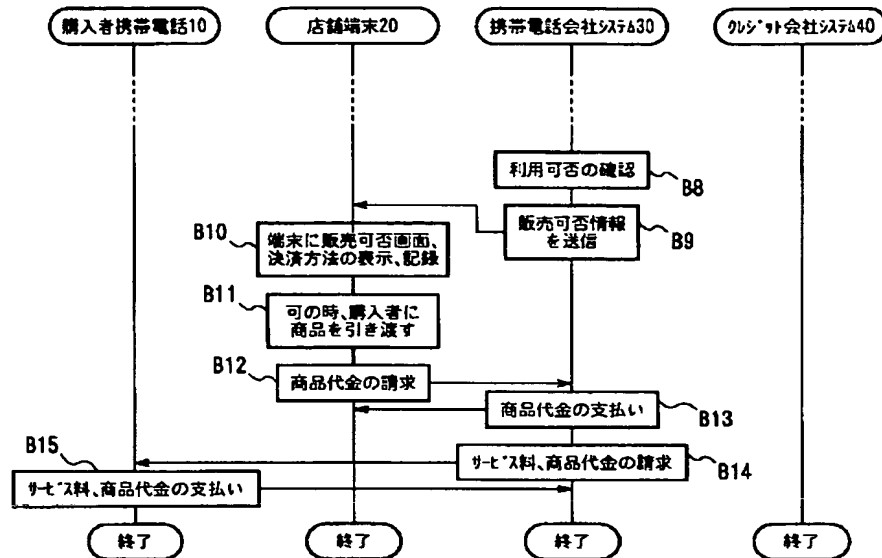 購入者携帯電話10
店舗端末20
携帯電話会社システム30
クレジット会社システム40
利用可否の確認
B8
販売可否情報
を送信
B9
B10
端末に販売可否画面、
決済方法の表示、記録
B11
可の時、購入者に
商品を引き渡す
B12
商品代金の請求
商品代金の支払い
B13
サービス料、商品代金の請求
B14
B15
サービス料、商品代金の支払い
終了
終了
終了
終了